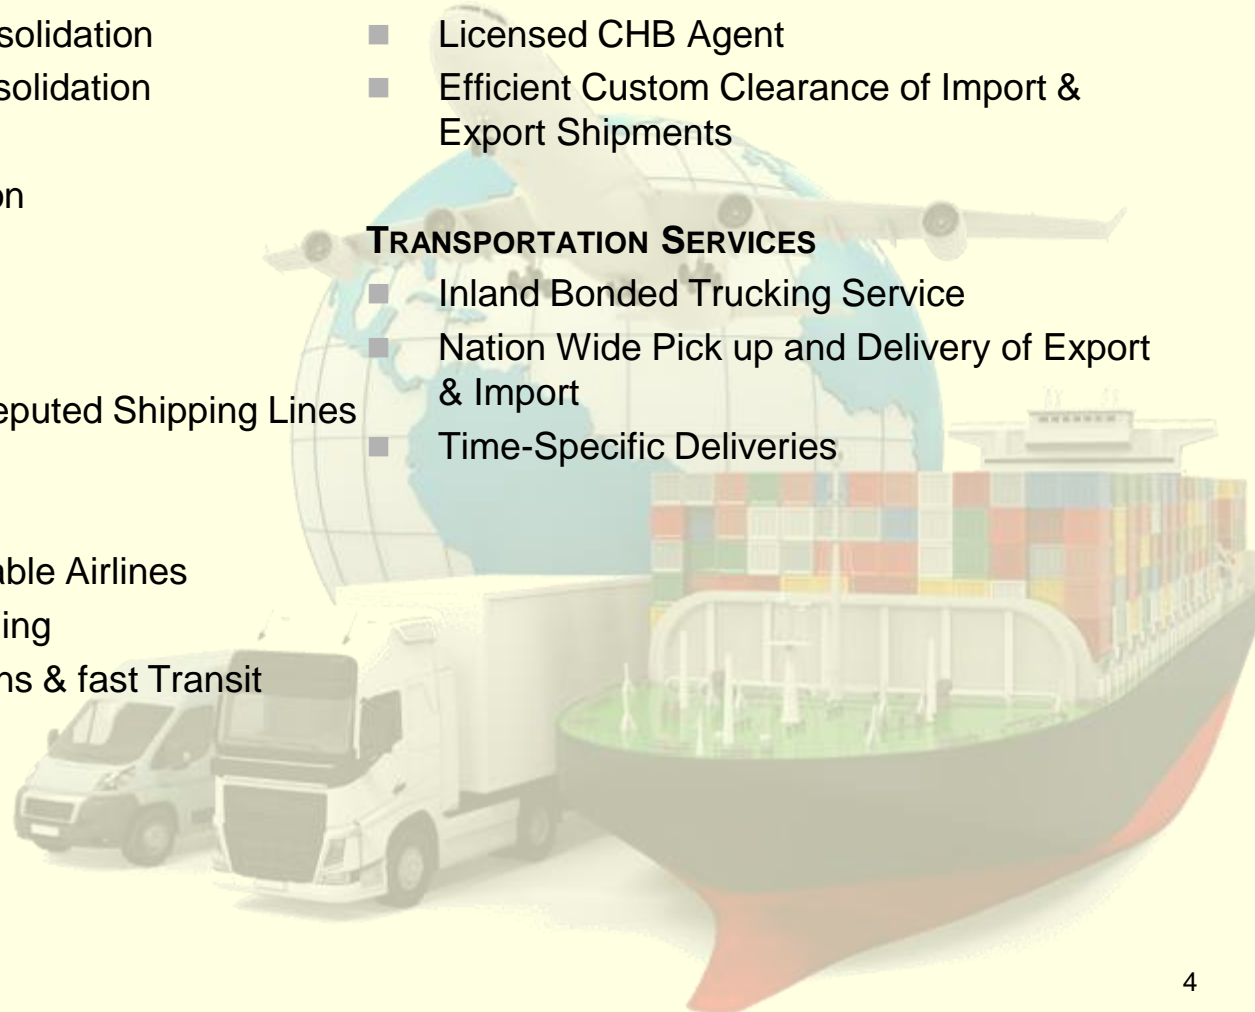 solidation
solidation
on
eputed Shipping Lines
able Airlines
ing
ns & fast Transit
Licensed CHB Agent
Efficient Custom Clearance of Import &
Export Shipments
TRANSPORTATION SERVICES
Inland Bonded Trucking Service
Nation Wide Pick up and Delivery of Export
& Import
Time-Specific Deliveries
4